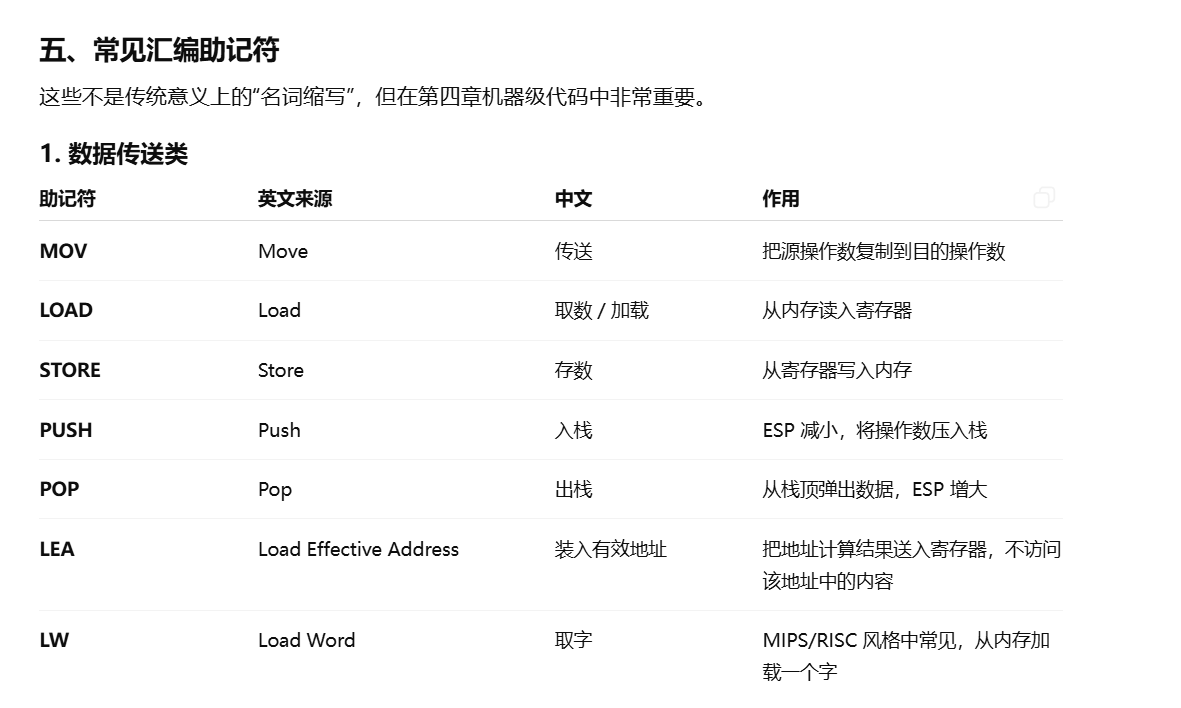 五、常见汇编助记符
这些不是传统意义上的“名词缩写”，但在第四章机器级代码中非常重要。
1. 数据传送类
助记符 英文来源 中文 作用
MOV Move 传送 把源操作数复制到目的操作数
LOAD Load 取数 / 加载 从内存读入寄存器
STORE Store 存数 从寄存器写入内存
PUSH Push 入栈 ESP 减小，将操作数压入栈
POP Pop 出栈 从栈顶弹出数据，ESP 增大
LEA Load Effective Address 装入有效地址 把地址计算结果送入寄存器，不访问
该地址中的内容
LW Load Word 取字 MIPS/RISC 风格中常见，从内存加
载一个字